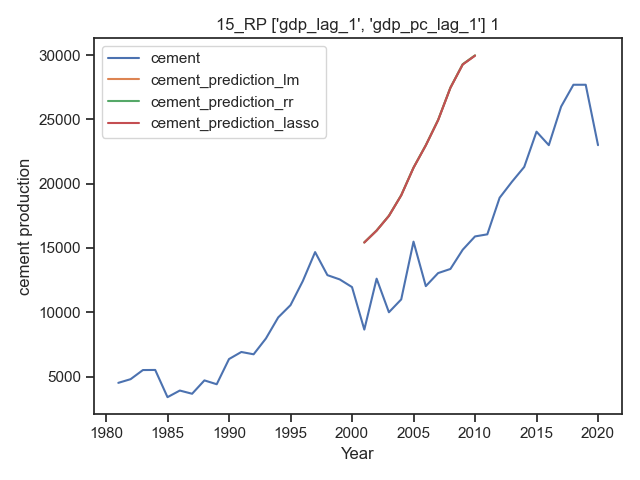 15_RP ['gdp_lag_1', 'gdp_pc_lag_1'] 1
cement
cement_prediction_lm
cement_prediction_rr
cement_prediction_lasso
30000
25000
20000
15000
10000
5000
cement production
1980 1985 1990 1995 2000 2005 2010 2015 2020
Year